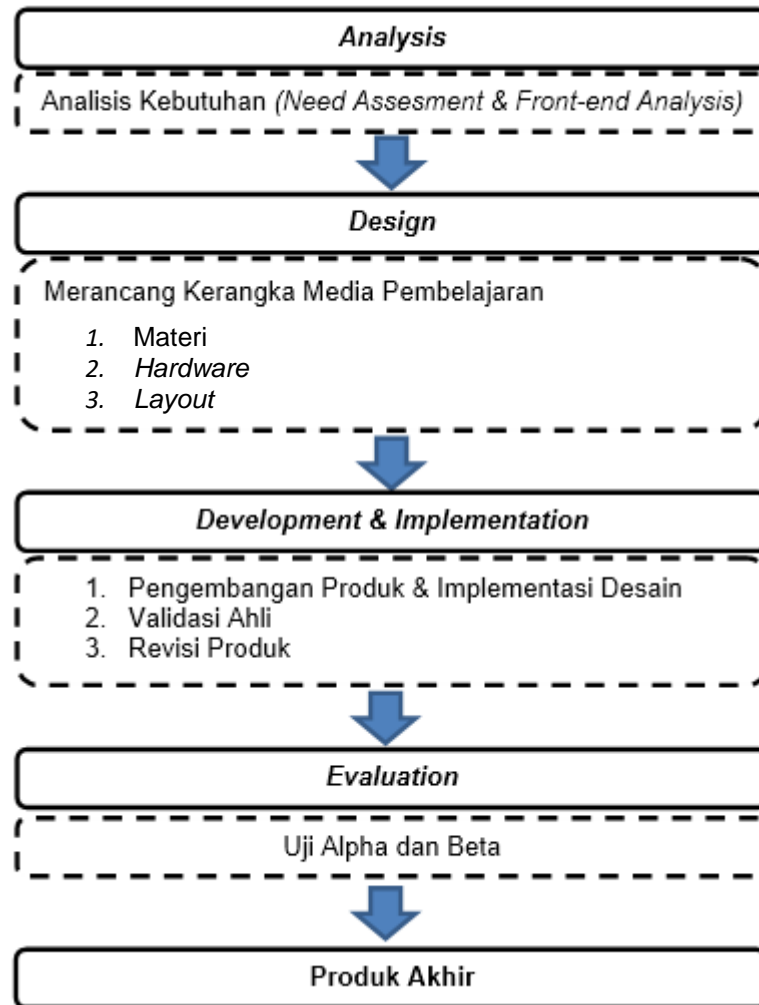 Analysis
Analisis Kebutuhan (Need Assesment & Front-end Analysis)
Design
Merancang Kerangka Media Pembelajaran
1. Materi
2. Hardware
3. Layout
Development & Implementation
1. Pengembangan Produk & Implementasi Desain
2. Validasi Ahli
3. Revisi Produk
Evaluation
Uji Alpha dan Beta
Produk Akhir